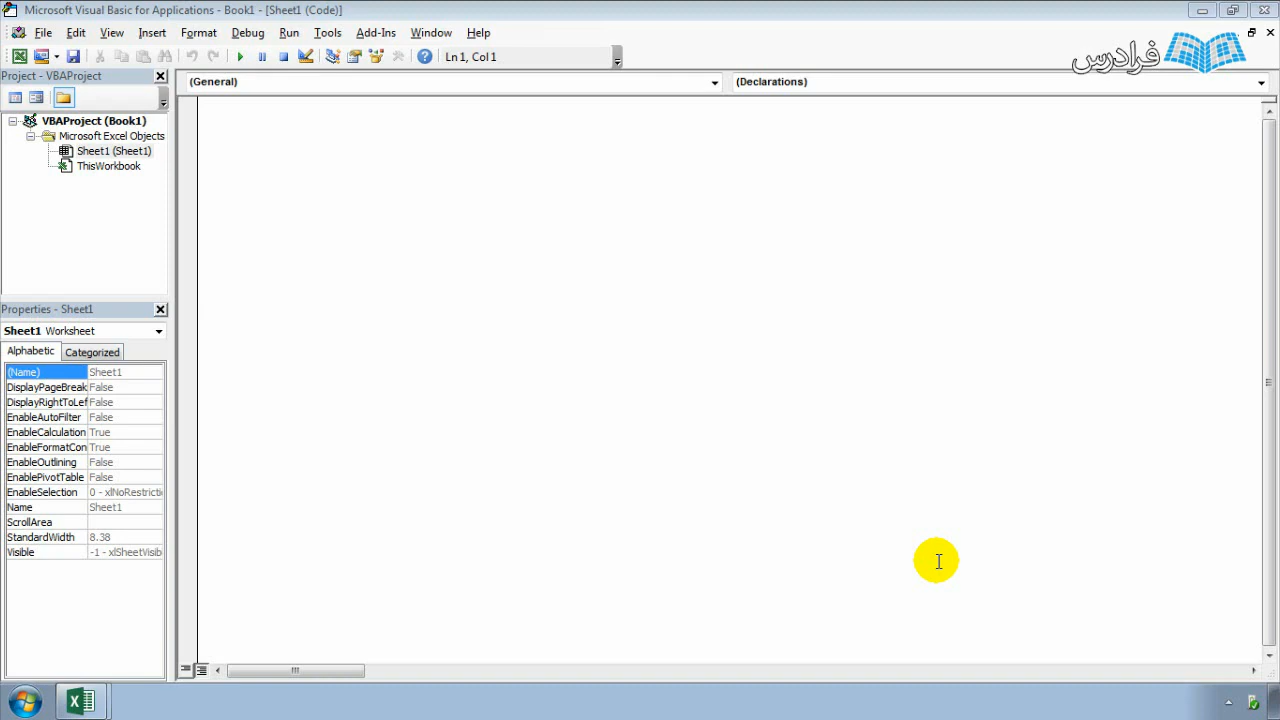 Microsoft Visual Basic for Applications - Book1 - [Sheet1 (Code)]
File Edit View Insert Format Debug Run Tools Add-Ins Window Help
فرادرس
Ln 1, Col 1
Project - VBAProject
(General)
(Declarations)
VBAProject (Book1)
Microsoft Excel Objects
Sheet1 (Sheet1)
ThisWorkbook
Properties - Sheet1
Sheet1 Worksheet
Alphabetic Categorized
(Name) Sheet1
DisplayPageBreak False
DisplayRightToLef False
EnableAutoFilter False
EnableCalculation True
EnableFormatCon True
EnableOutlining False
EnablePivotTable False
EnableSelection 0 - xlNoRestricti
Name Sheet1
ScrollArea
StandardWidth 8.38
Visible -1 - xlSheetVisib